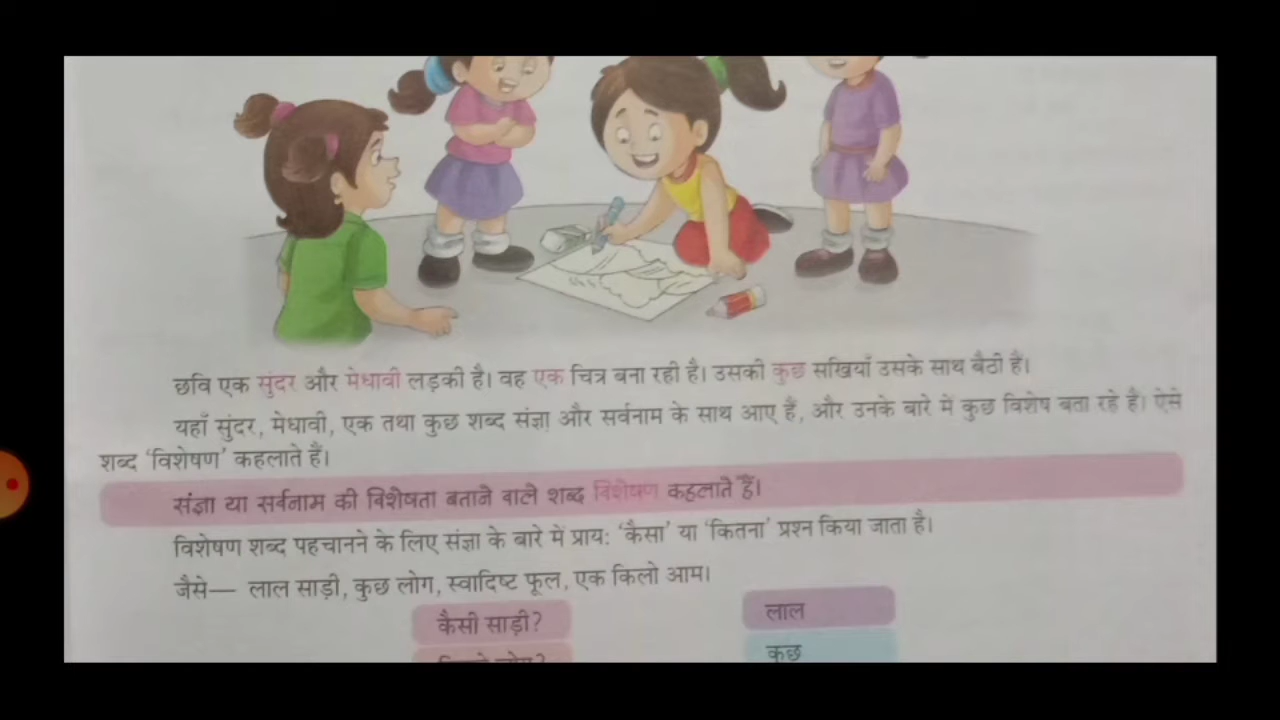 छवि एक सुंदर और मेधावी लड़की है। वह एक चित्र बना रही है। उसकी कुछ सखियाँ उसके साथ बैठी हैं।
यहाँ सुंदर, मेधावी, एक तथा कुछ शब्द संज्ञा और सर्वनाम के साथ आए हैं, और उनके बारे में कुछ विशेष बता रहे हैं। ऐसे
शब्द ‘विशेषण’ कहलाते हैं।
संज्ञा या सर्वनाम की विशेषता बताने वाले शब्द विशेषण कहलाते हैं।
विशेषण शब्द पहचानने के लिए संज्ञा के बारे में प्राय: ‘कैसा’ या ‘कितना’ प्रश्न किया जाता है।
जैसे— लाल साड़ी, कुछ लोग, स्वादिष्ट फूल, एक किलो आम।
कैसी साड़ी? लाल
कुछ